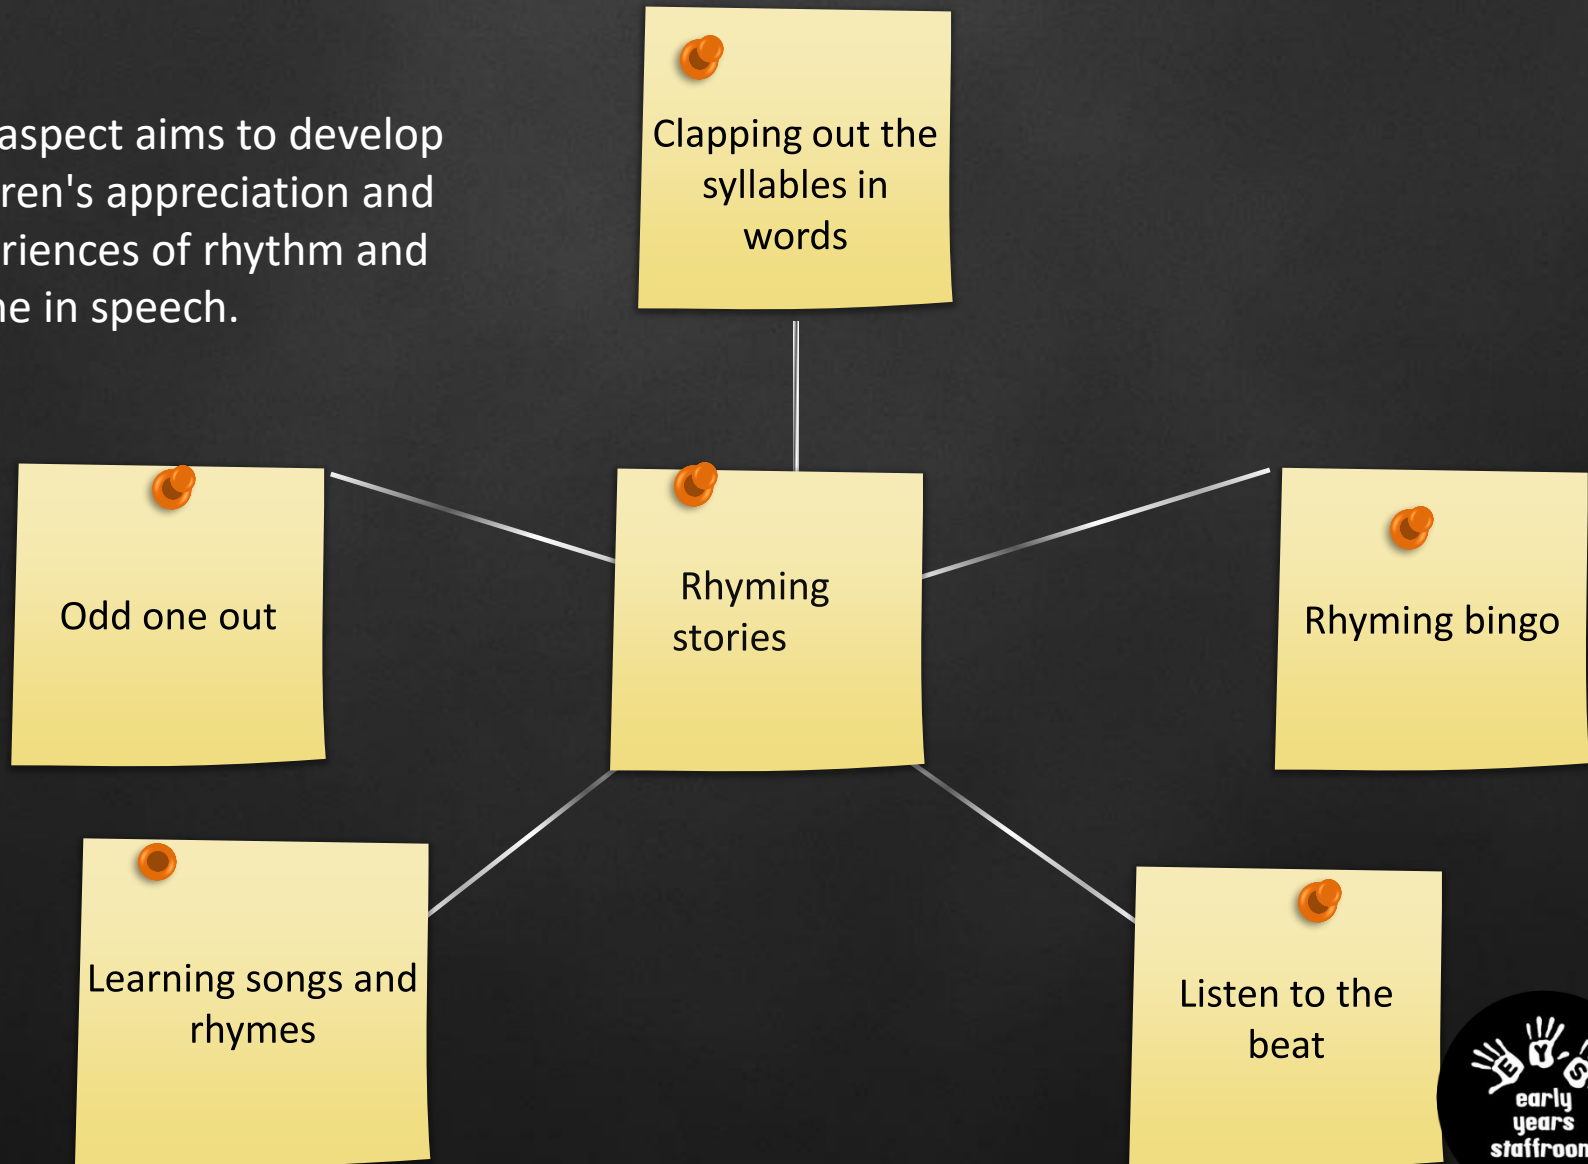 aspect aims to develop
ren's appreciation and
riences of rhythm and
ne in speech.
Clapping out the
syllables in
words
Odd one out
Rhyming
stories
Rhyming bingo
Learning songs and
rhymes
Listen to the
beat
E Y S
early
years
staffroom